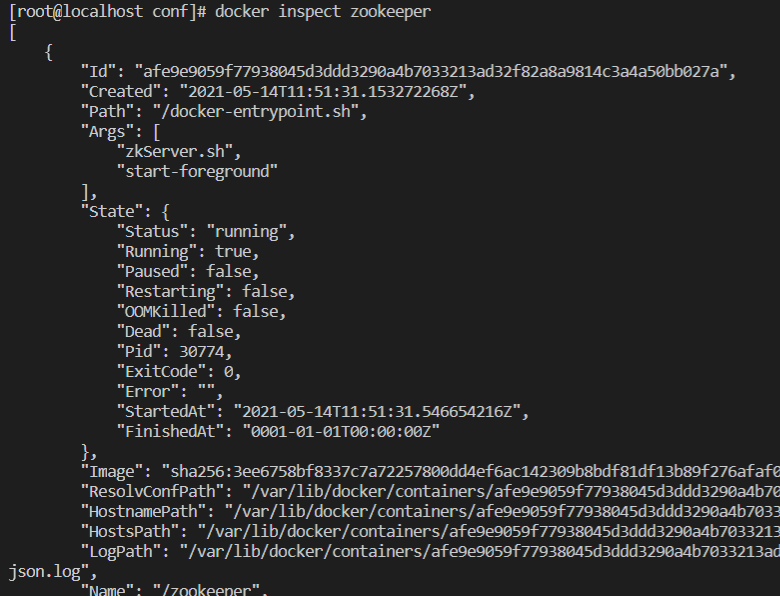 [root@localhost conf]# docker inspect zookeeper
[
    {
        "Id": "afe9e9059f77938045d3ddd3290a4b7033213ad32f82a8a9814c3a4a50bb027a",
        "Created": "2021-05-14T11:51:31.153272268Z",
        "Path": "/docker-entrypoint.sh",
        "Args": [
            "zkServer.sh",
            "start-foreground"
        ],
        "State": {
            "Status": "running",
            "Running": true,
            "Paused": false,
            "Restarting": false,
            "OOMKilled": false,
            "Dead": false,
            "Pid": 30774,
            "ExitCode": 0,
            "Error": "",
            "StartedAt": "2021-05-14T11:51:31.546654216Z",
            "FinishedAt": "0001-01-01T00:00:00Z"
        },
        "Image": "sha256:3ee6758bf8337c7a72257800dd4ef6ac142309b8bdf81df13b89f276afaf0
        "ResolvConfPath": "/var/lib/docker/containers/afe9e9059f77938045d3ddd3290a4b70
        "HostnamePath": "/var/lib/docker/containers/afe9e9059f77938045d3ddd3290a4b7033
        "HostsPath": "/var/lib/docker/containers/afe9e9059f77938045d3ddd3290a4b7033213
        "LogPath": "/var/lib/docker/containers/afe9e9059f77938045d3ddd3290a4b7033213ad
json.log",
        "Name": "/zookeeper",